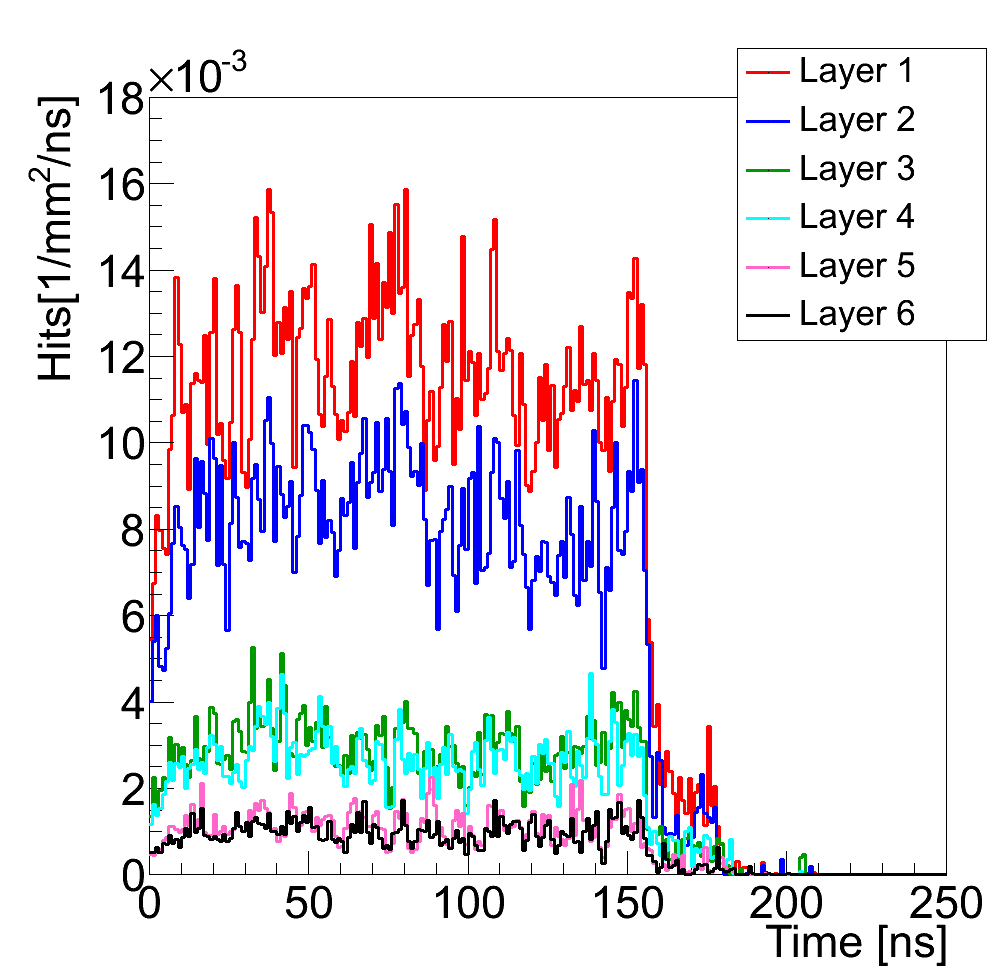 ×10⁻³
Hits[1/mm²/ns]
18
16
14
12
10
8
6
4
2
0
0 50 100 150 200 250
Time [ns]
Layer 1
Layer 2
Layer 3
Layer 4
Layer 5
Layer 6